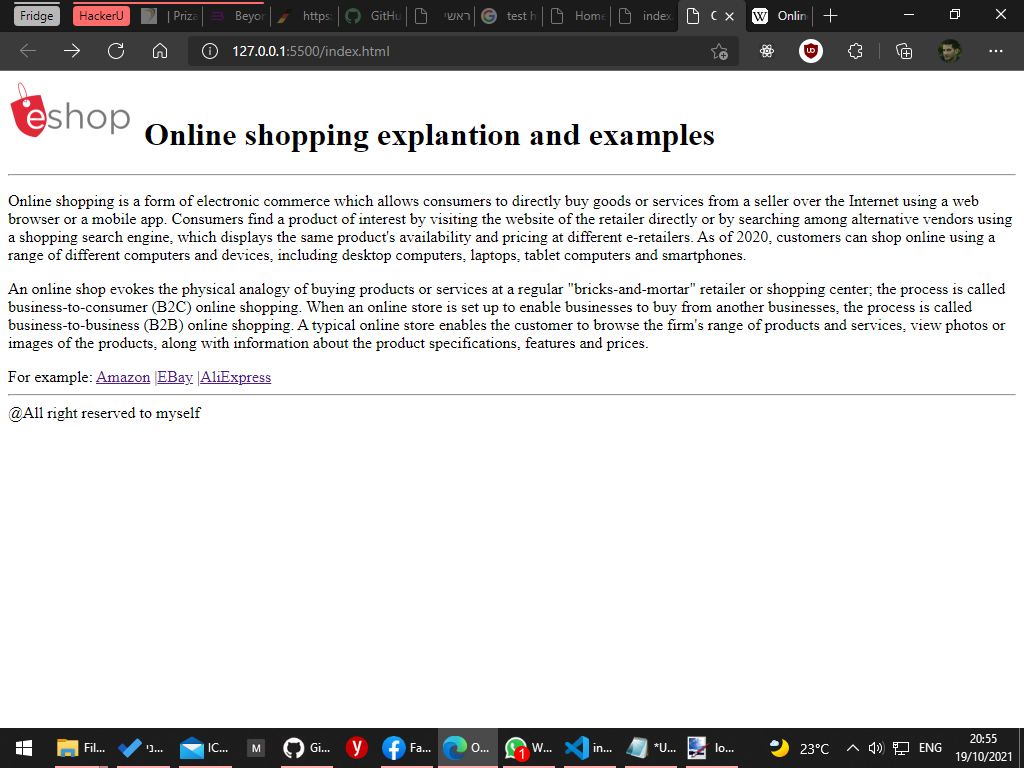 Fridge HackerU | Priza Beyor https: GitHu ראשי test h Home index. C Onlin
127.0.0.1:5500/index.html
eshop Online shopping explantion and examples
Online shopping is a form of electronic commerce which allows consumers to directly buy goods or services from a seller over the Internet using a web
browser or a mobile app. Consumers find a product of interest by visiting the website of the retailer directly or by searching among alternative vendors using
a shopping search engine, which displays the same product's availability and pricing at different e-retailers. As of 2020, customers can shop online using a
range of different computers and devices, including desktop computers, laptops, tablet computers and smartphones.
An online shop evokes the physical analogy of buying products or services at a regular "bricks-and-mortar" retailer or shopping center; the process is called
business-to-consumer (B2C) online shopping. When an online store is set up to enable businesses to buy from another businesses, the process is called
business-to-business (B2B) online shopping. A typical online store enables the customer to browse the firm's range of products and services, view photos or
images of the products, along with information about the product specifications, features and prices.
For example: Amazon |EBay |AliExpress
@All right reserved to myself
Fil... ני... IC... M Gi... y Fa... O... 1 W... in... *U... lo... 23°C ENG 20:55
19/10/2021